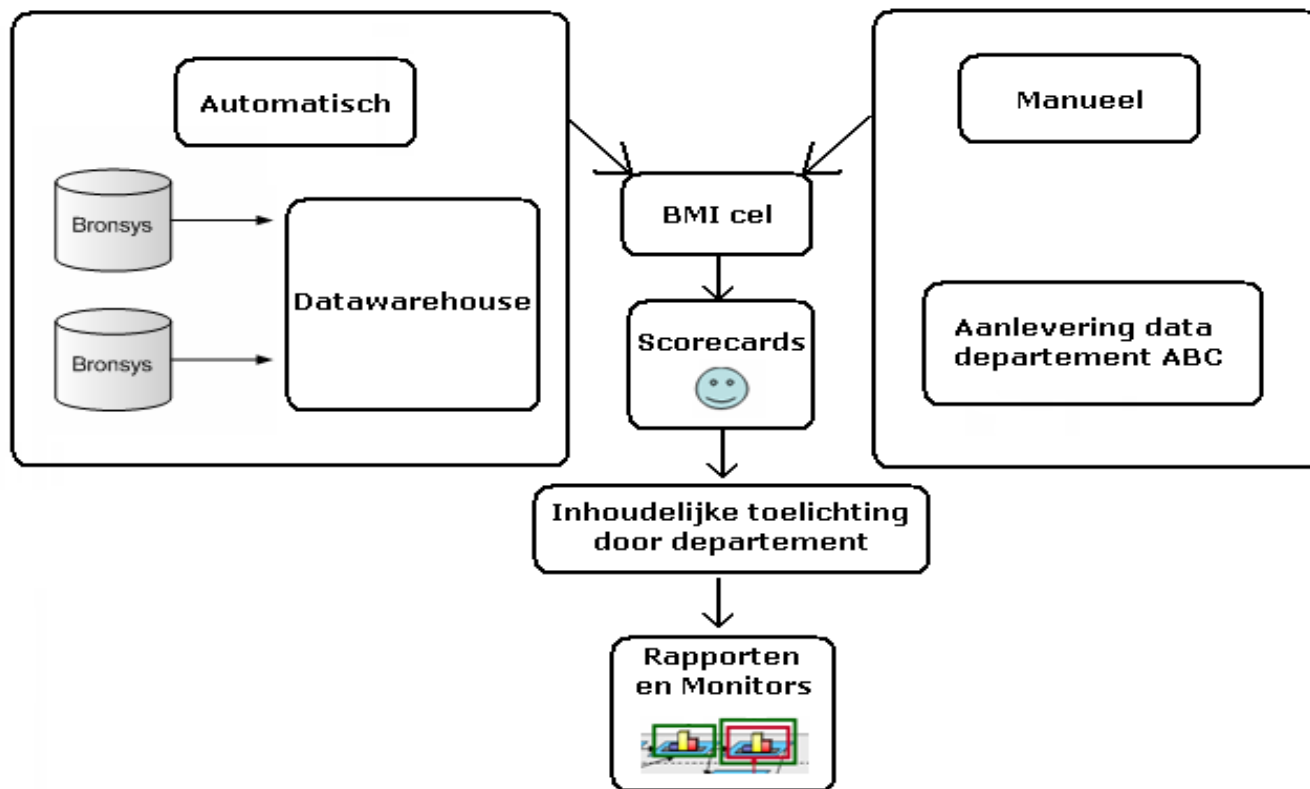 Automatisch
Bronsys
Bronsys
Datawarehouse
Manueel
Aanlevering data
departement ABC
BMI cel
Scorecards
Inhoudelijke toelichting
door departement
Rapporten
en Monitors